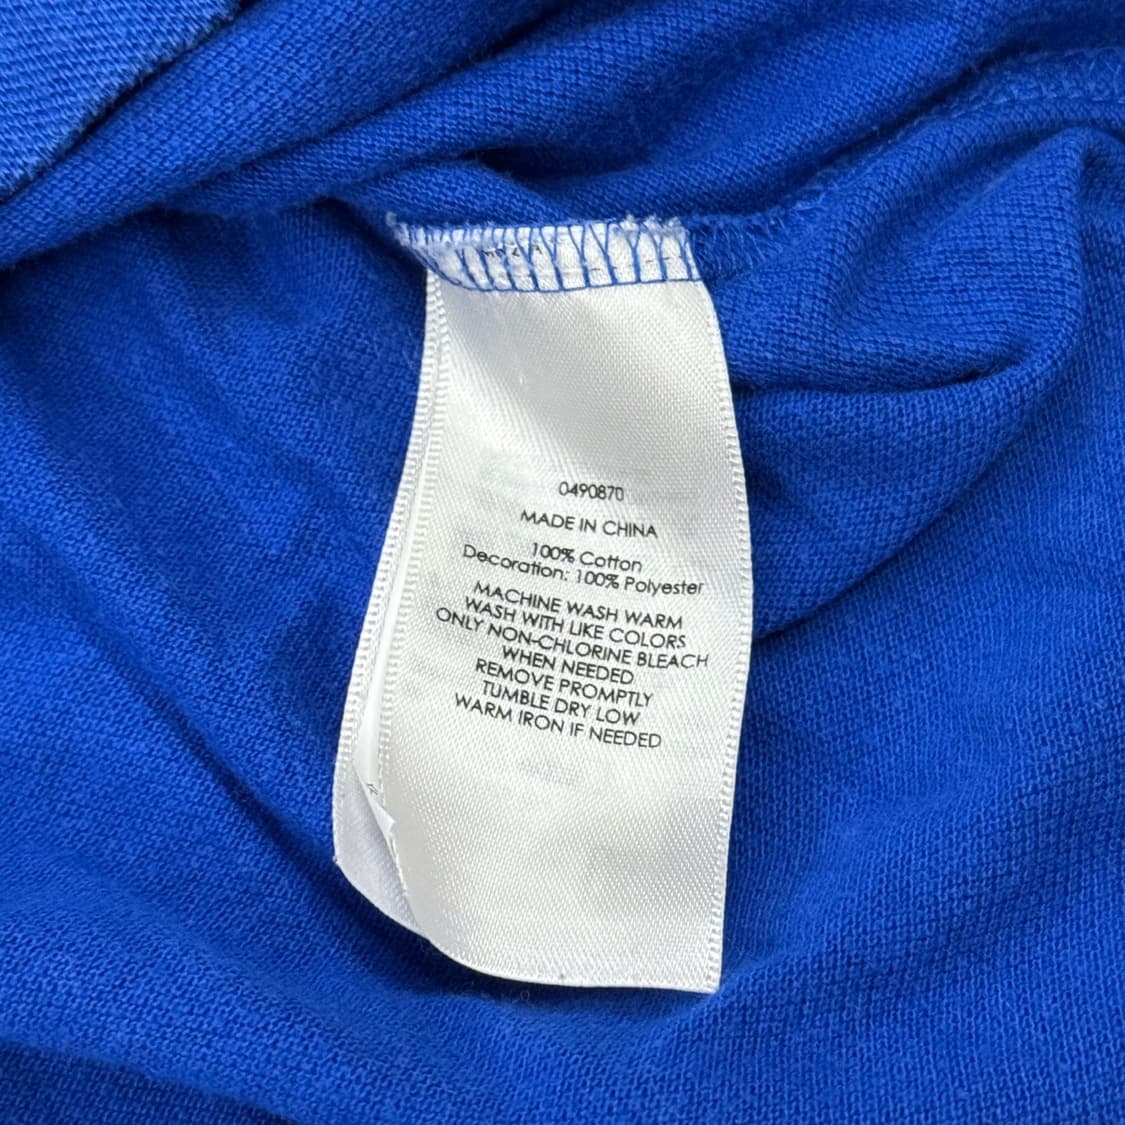 0490870
MADE IN CHINA
100% Cotton
Decoration: 100% Polyester
MACHINE WASH WARM
WASH WITH LIKE COLORS
ONLY NON-CHLORINE BLEACH
WHEN NEEDED
REMOVE PROMPTLY
TUMBLE DRY LOW
WARM IRON IF NEEDED